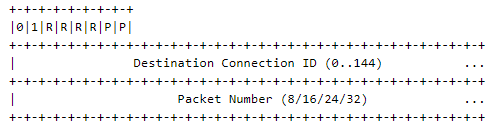 +-+-+-+-+-+-+-+-+
|0|1|R|R|R|R|P|P|
+-+-+-+-+-+-+-+-+-+-+-+-+-+-+-+-+-+-+-+-+-+-+-+-+-+-+-+-+-+-+-+-+
|                Destination Connection ID (0..144)           ...
+-+-+-+-+-+-+-+-+-+-+-+-+-+-+-+-+-+-+-+-+-+-+-+-+-+-+-+-+-+-+-+-+
|                      Packet Number (8/16/24/32)             ...
+-+-+-+-+-+-+-+-+-+-+-+-+-+-+-+-+-+-+-+-+-+-+-+-+-+-+-+-+-+-+-+-+